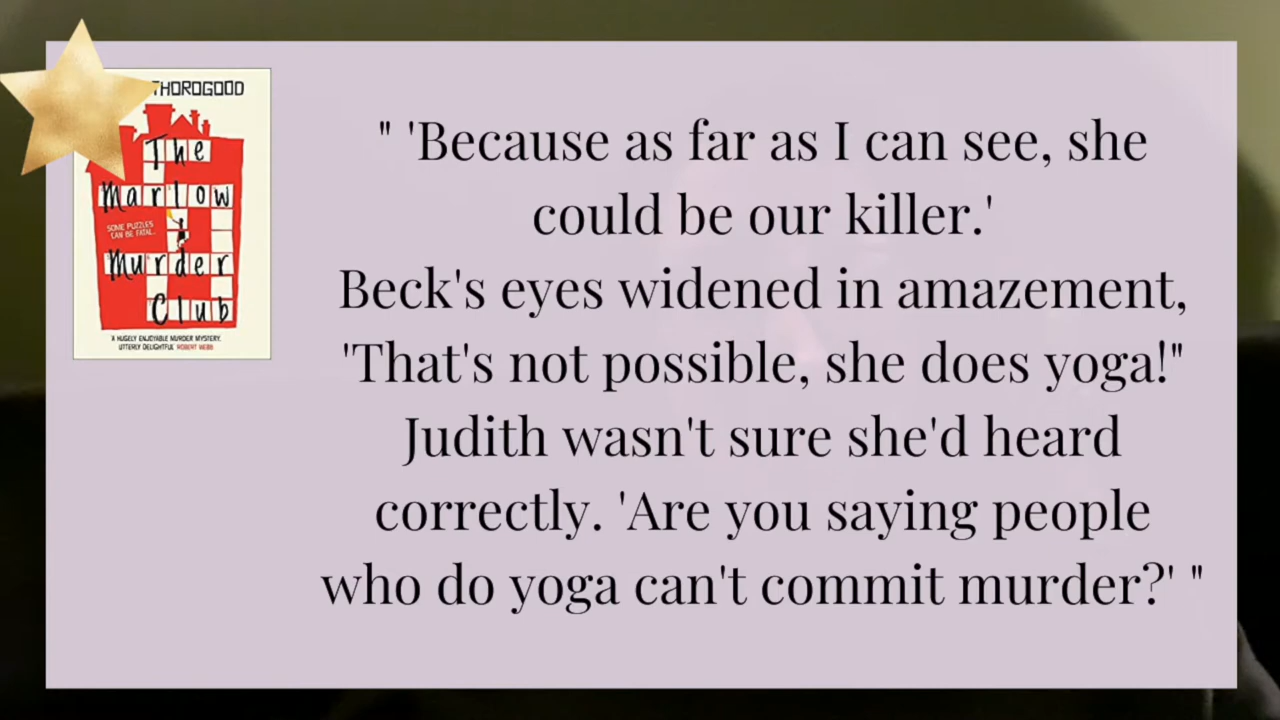 THOROGOOD
The
Marlow
SOME PUZZLES
CAN BE FATAL.
Murder
Club
'A HUGELY ENJOYABLE MURDER MYSTERY.
UTTERLY DELIGHTFUL' ROBERT WEBB
" 'Because as far as I can see, she
could be our killer.'
Beck's eyes widened in amazement,
'That's not possible, she does yoga!"
Judith wasn't sure she'd heard
correctly. 'Are you saying people
who do yoga can't commit murder?' "